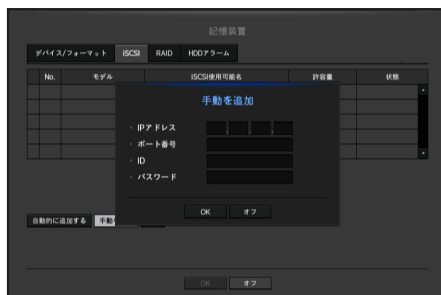 記憶装置
デバイス/フォーマット iSCSI RAID HDDアラーム
No. モデル iSCSI使用可能名 許容量 状態
手動を追加
· IPアドレス . . .
· ポート番号
· ID
· パスワード
OK オフ
自動的に追加する 手動
OK オフ